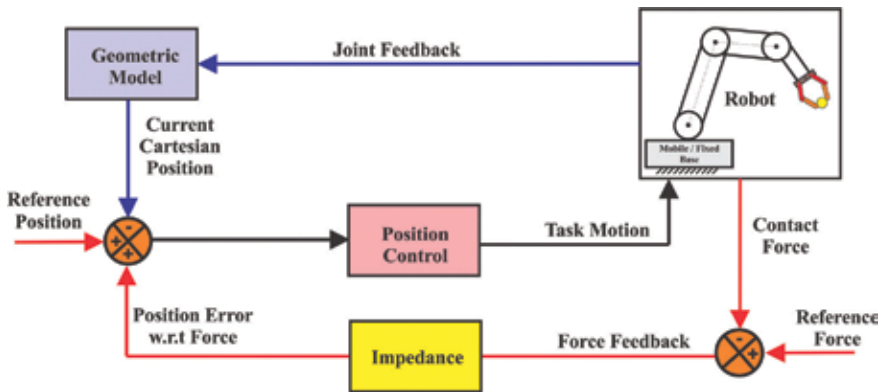 Geometric
Model
Joint Feedback
Robot
Mobile / Fixed
Base
Current
Cartesian
Position
Reference
Position
-
+
+
Position
Control
Task Motion
Contact
Force
Position Error
w.r.t Force
Impedance
Force Feedback
-
+
Reference
Force